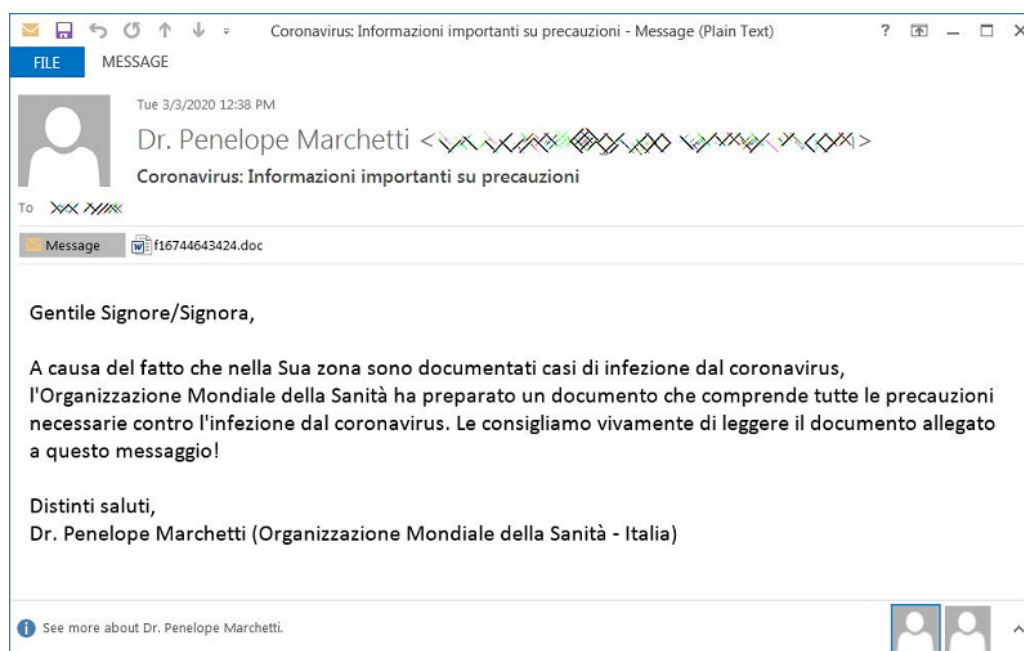 Coronavirus: Informazioni importanti su precauzioni - Message (Plain Text)
FILE MESSAGE
Tue 3/3/2020 12:38 PM
Dr. Penelope Marchetti < >
Coronavirus: Informazioni importanti su precauzioni
To
Message f16744643424.doc
Gentile Signore/Signora,
A causa del fatto che nella Sua zona sono documentati casi di infezione dal coronavirus,
l'Organizzazione Mondiale della Sanità ha preparato un documento che comprende tutte le precauzioni
necessarie contro l'infezione dal coronavirus. Le consigliamo vivamente di leggere il documento allegato
a questo messaggio!
Distinti saluti,
Dr. Penelope Marchetti (Organizzazione Mondiale della Sanità - Italia)
See more about Dr. Penelope Marchetti.